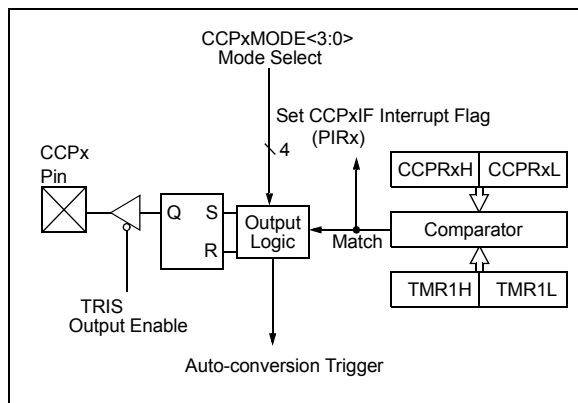 CCPxMODE<3:0>
Mode Select
Set CCPxIF Interrupt Flag
(PIRx)
4
CCPx
Pin
CCPRxH CCPRxL
Q S
R
Output
Logic
Match
Comparator
TRIS
Output Enable
TMR1H TMR1L
Auto-conversion Trigger